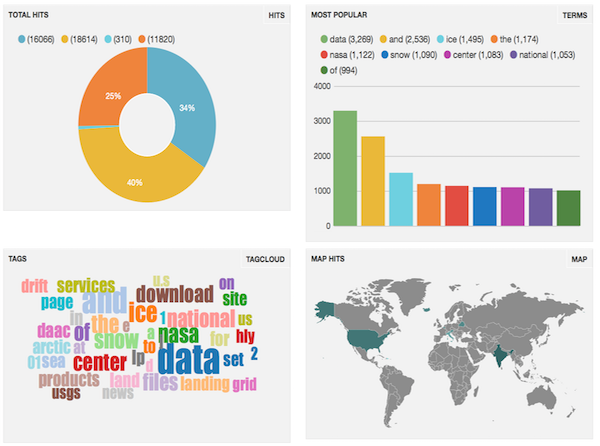 TOTAL HITS HITS
(16066) (18614) (310) (11820)
25%
34%
40%
MOST POPULAR TERMS
data (3,269) and (2,536) ice (1,495) the (1,174)
nasa (1,122) snow (1,090) center (1,083) national (1,053)
of (994)
4000
3000
2000
1000
0
TAGS TAGCLOUD
drift services u.s on
page and download site
in the e ice 1 national us
daac of snow a nasa for hly
arctic at to
01 sea center lp d data set 2
products land files landing grid
usgs news
MAP HITS MAP